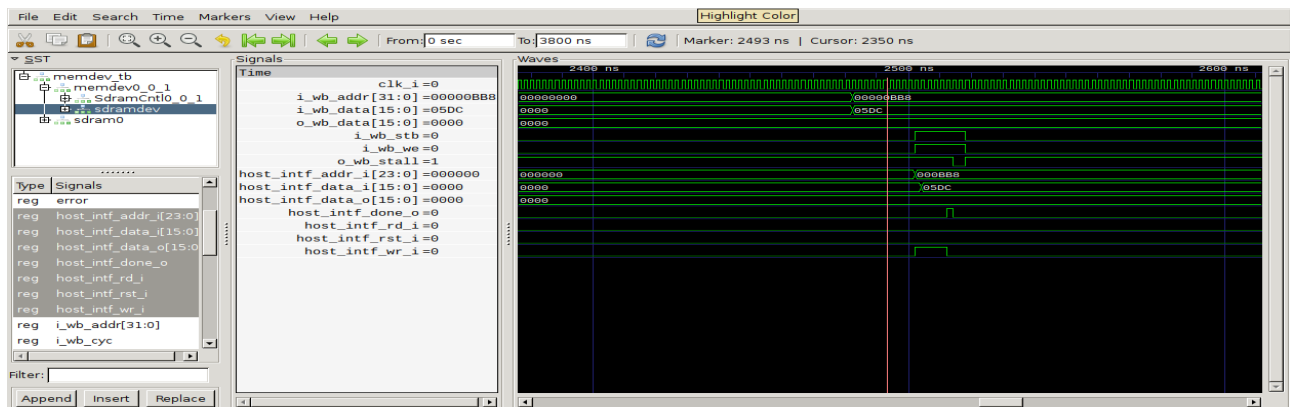 File Edit Search Time Markers View Help
Highlight Color
From: 0 sec To: 3800 ns Marker: 2493 ns | Cursor: 2350 ns
SST
memdev_tb
memdev0_0_1
SdramCntl0_0_1
sdramdev
sdram0
Type Signals
reg error
reg host_intf_addr_i[23:0]
reg host_intf_data_i[15:0]
reg host_intf_data_o[15:0
reg host_intf_done_o
reg host_intf_rd_i
reg host_intf_rst_i
reg host_intf_wr_i
reg i_wb_addr[31:0]
reg i_wb_cyc
Filter:
Append Insert Replace
Signals
Time
clk_i=0
i_wb_addr[31:0]=00000BB8
i_wb_data[15:0]=05DC
o_wb_data[15:0]=0000
i_wb_stb=0
i_wb_we=0
o_wb_stall=1
host_intf_addr_i[23:0]=000000
host_intf_data_i[15:0]=0000
host_intf_data_o[15:0]=0000
host_intf_done_o=0
host_intf_rd_i=0
host_intf_rst_i=0
host_intf_wr_i=0
Waves
2400 ns 2500 ns 2600 ns
00000000 00000BB8
0000 05DC
0000
000000 000BB8
0000 05DC
0000